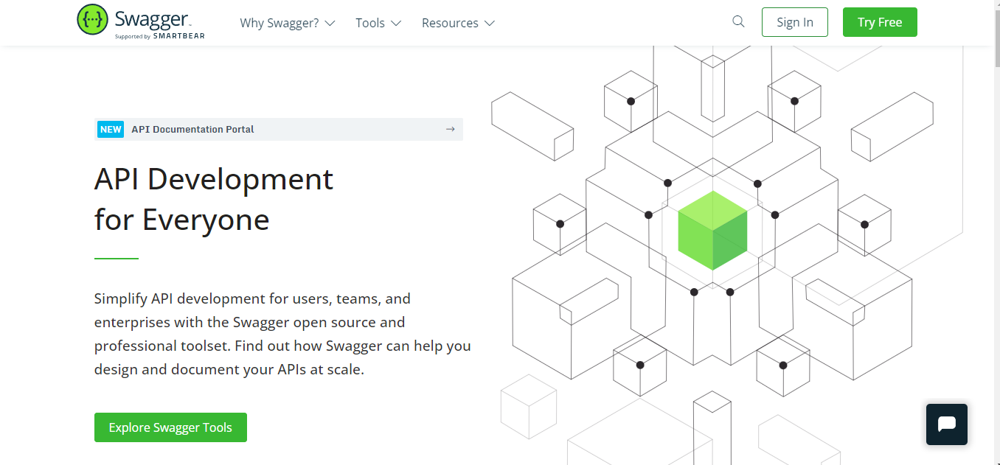 {···} Swagger™
Supported by SMARTBEAR
Why Swagger? Tools Resources Sign In Try Free
NEW API Documentation Portal →
API Development
for Everyone
Simplify API development for users, teams, and
enterprises with the Swagger open source and
professional toolset. Find out how Swagger can help you
design and document your APIs at scale.
Explore Swagger Tools